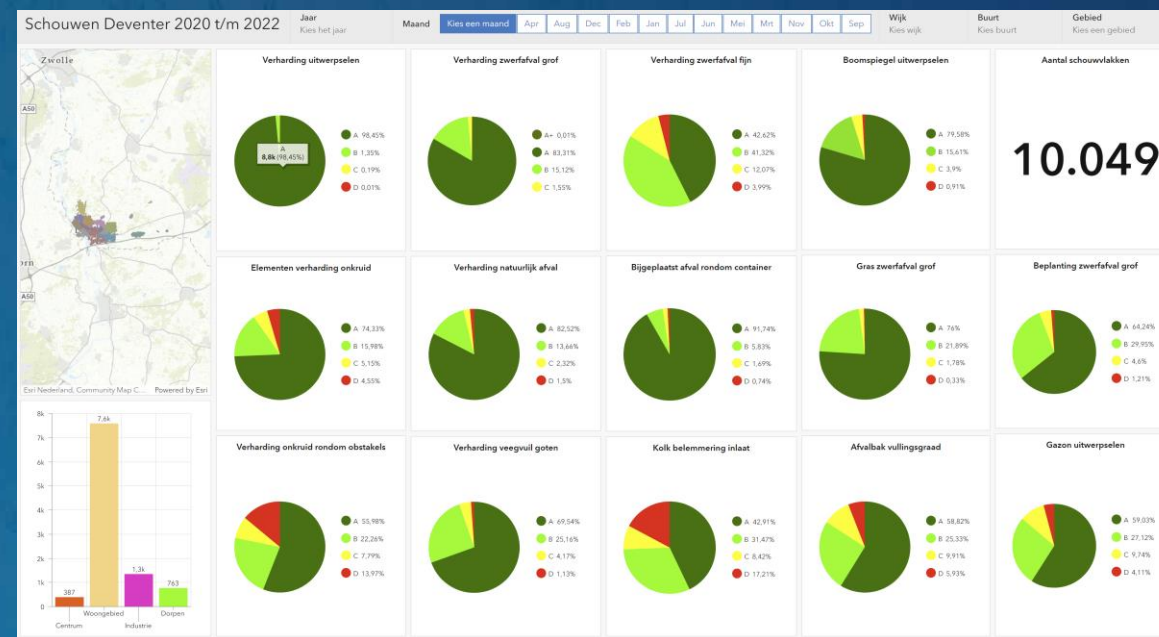 Schouwen Deventer 2020 t/m 2022
Jaar
Kies het jaar
Maand
Kies een maand Apr Aug Dec Feb Jan Jul Jun Mei Mrt Nov Okt Sep
Wijk
Kies wijk
Buurt
Kies buurt
Gebied
Kies een gebied
Zwolle
A50
A50
Esri Nederland, Community Map C... Powered by Esri
Verharding uitwerpselen
A
8,8k (98,45%)
A 98,45%
B 1,35%
C 0,19%
D 0,01%
Verharding zwerfafval grof
A+ 0,01%
A 83,31%
B 15,12%
C 1,55%
Verharding zwerfafval fijn
A 42,62%
B 41,32%
C 12,07%
D 3,99%
Boomspiegel uitwerpselen
A 79,58%
B 15,61%
C 3,9%
D 0,91%
Aantal schouwvlakken
10.049
Elementen verharding onkruid
A 74,33%
B 15,98%
C 5,15%
D 4,55%
Verharding natuurlijk afval
A 82,52%
B 13,66%
C 2,32%
D 1,5%
Bijgeplaatst afval rondom container
A 91,74%
B 5,83%
C 1,69%
D 0,74%
Gras zwerfafval grof
A 76%
B 21,89%
C 1,78%
D 0,33%
Beplanting zwerfafval grof
A 64,24%
B 29,95%
C 4,6%
D 1,21%
8k
7k
6k
5k
4k
3k
2k
1k
0
387
7,6k
1,3k
763
Centrum
Woongebied
Industrie
Dorpen
Verharding onkruid rondom obstakels
A 55,98%
B 22,26%
C 7,79%
D 13,97%
Verharding veegvuil goten
A 69,54%
B 25,16%
C 4,17%
D 1,13%
Kolk belemmering inlaat
A 42,91%
B 31,47%
C 8,42%
D 17,21%
Afvalbak vullingsgraad
A 58,82%
B 25,33%
C 9,91%
D 5,93%
Gazon uitwerpselen
A 59,03%
B 27,12%
C 9,74%
D 4,11%